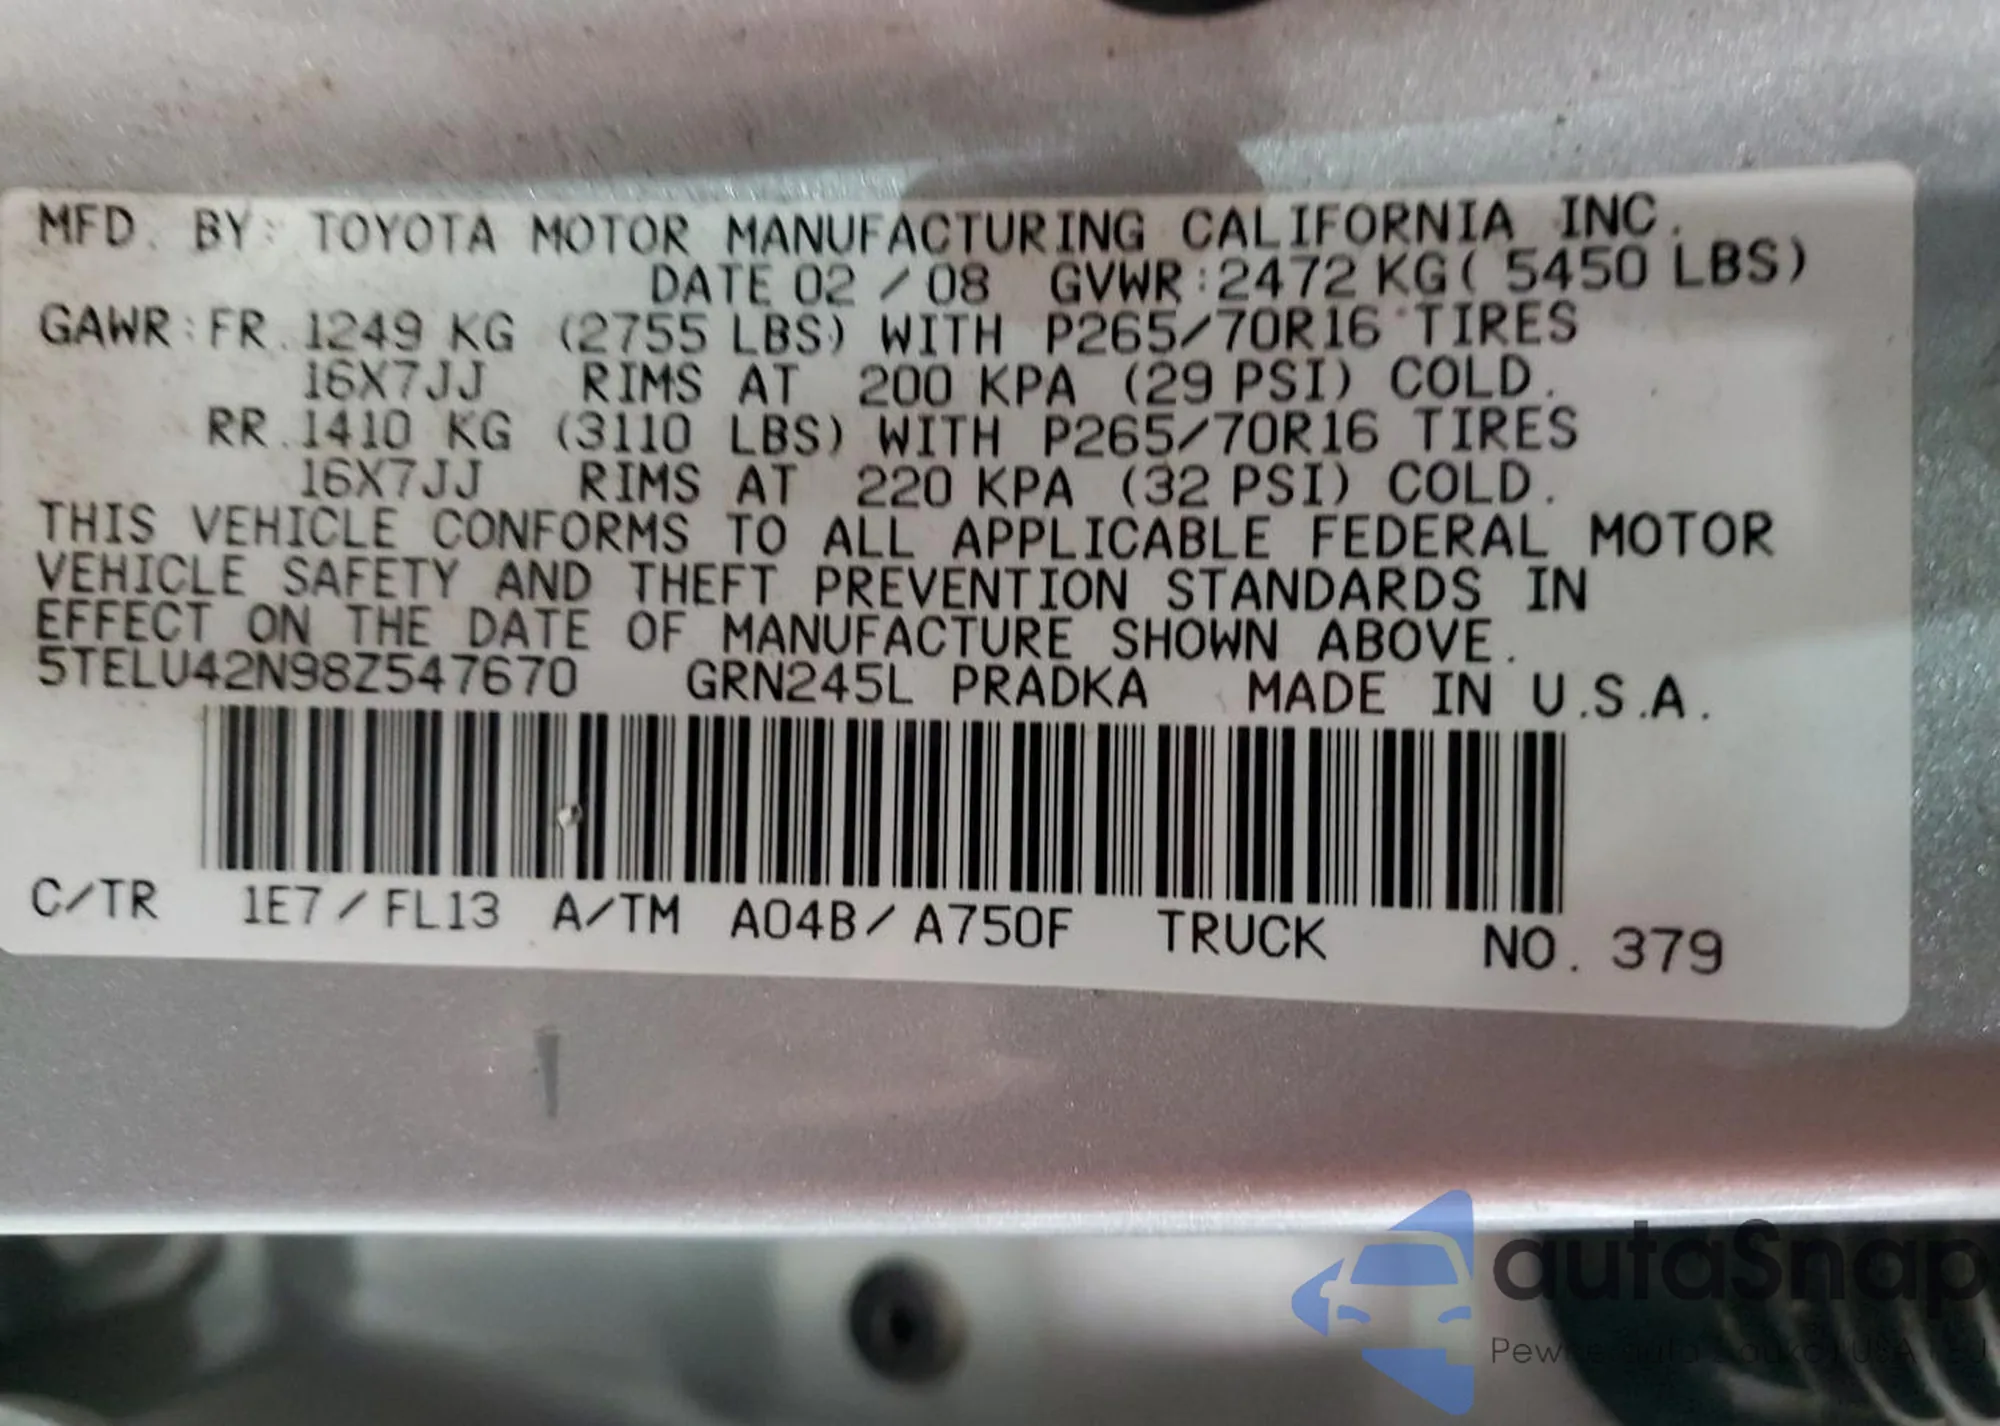 MFD. BY: TOYOTA MOTOR MANUFACTURING CALIFORNIA INC.
DATE 02 / 08 GVWR:2472 KG( 5450 LBS)
GAWR:FR.1249 KG (2755 LBS) WITH P265/70R16 TIRES
16X7JJ RIMS AT 200 KPA (29 PSI) COLD.
RR.1410 KG (3110 LBS) WITH P265/70R16 TIRES
16X7JJ RIMS AT 220 KPA (32 PSI) COLD.
THIS VEHICLE CONFORMS TO ALL APPLICABLE FEDERAL MOTOR
VEHICLE SAFETY AND THEFT PREVENTION STANDARDS IN
EFFECT ON THE DATE OF MANUFACTURE SHOWN ABOVE.
5TELU42N98Z547670 GRN245L PRADKA MADE IN U.S.A.
C/TR 1E7/FL13 A/TM A04B/A750F TRUCK NO. 379
autaSnap
USA